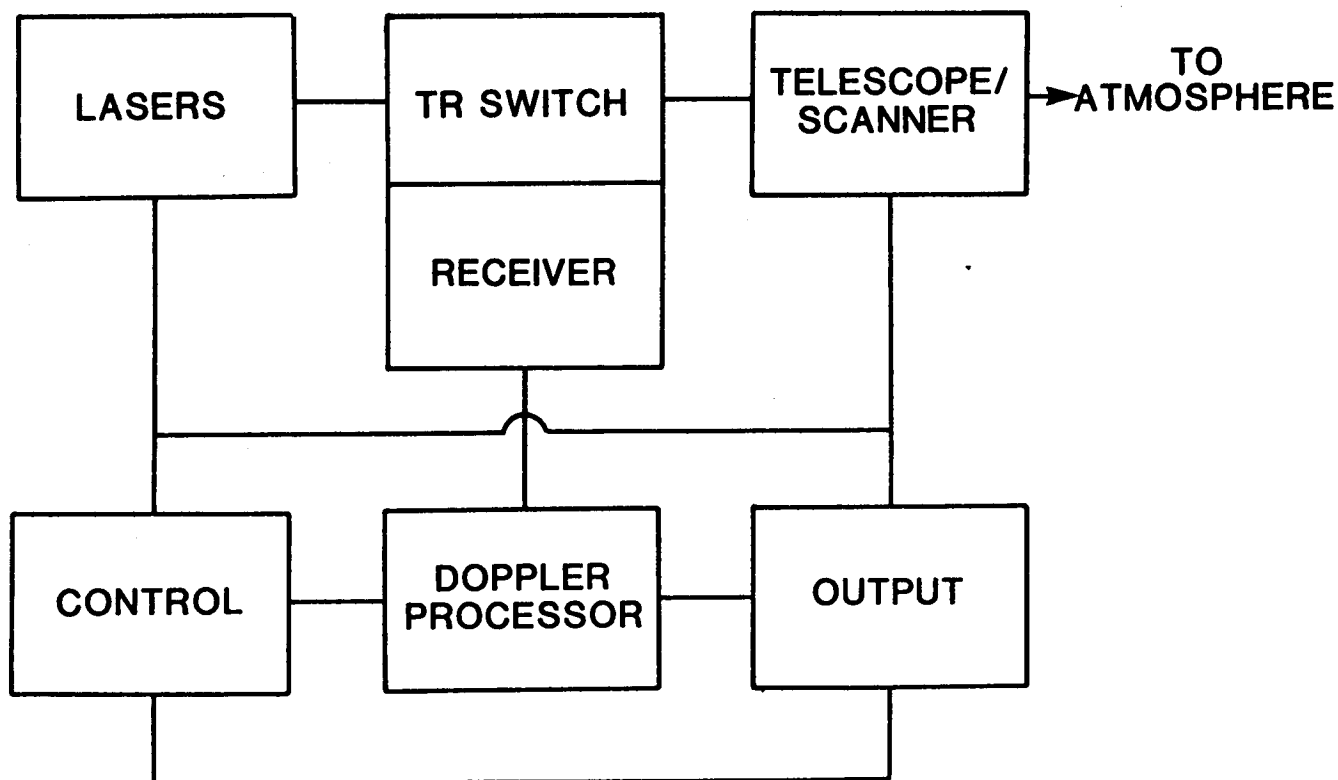 LASERS
TR SWITCH
TELESCOPE/
SCANNER
TO
ATMOSPHERE
RECEIVER
CONTROL
DOPPLER
PROCESSOR
OUTPUT